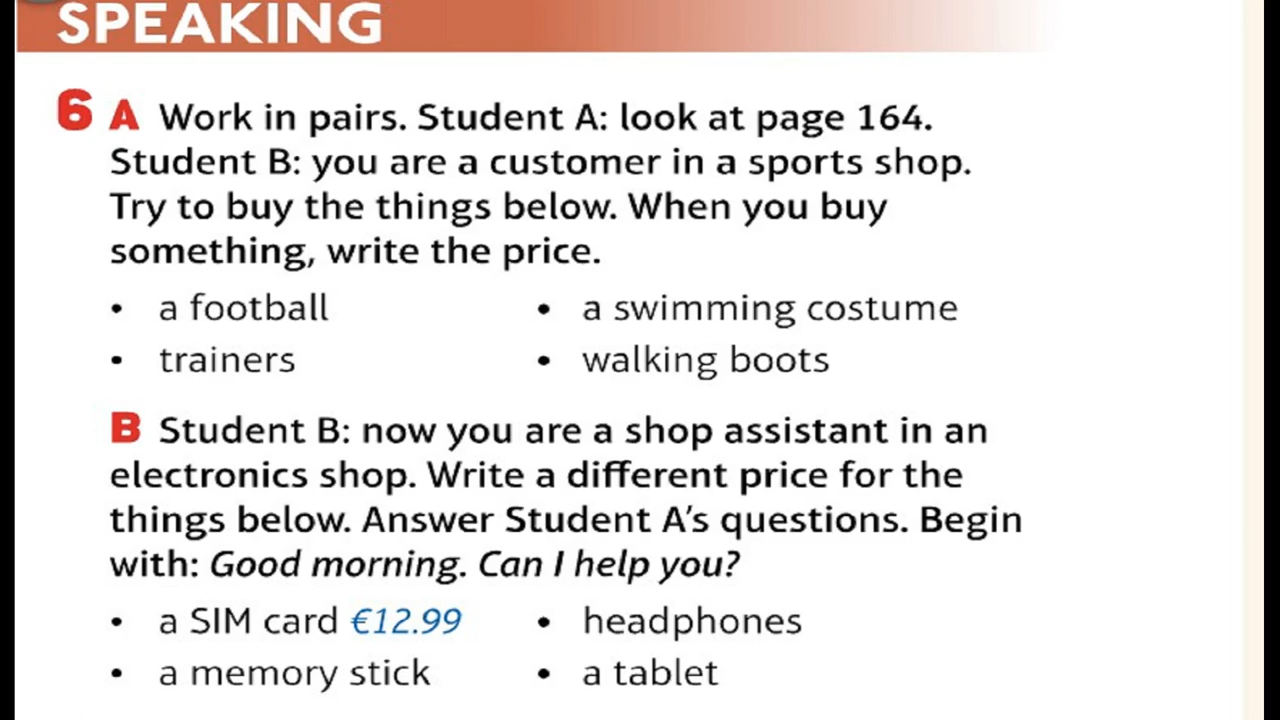 SPEAKING
6 A Work in pairs. Student A: look at page 164.
Student B: you are a customer in a sports shop.
Try to buy the things below. When you buy
something, write the price.
• a football • a swimming costume
• trainers • walking boots
B Student B: now you are a shop assistant in an
electronics shop. Write a different price for the
things below. Answer Student A’s questions. Begin
with: Good morning. Can I help you?
• a SIM card €12.99 • headphones
• a memory stick • a tablet